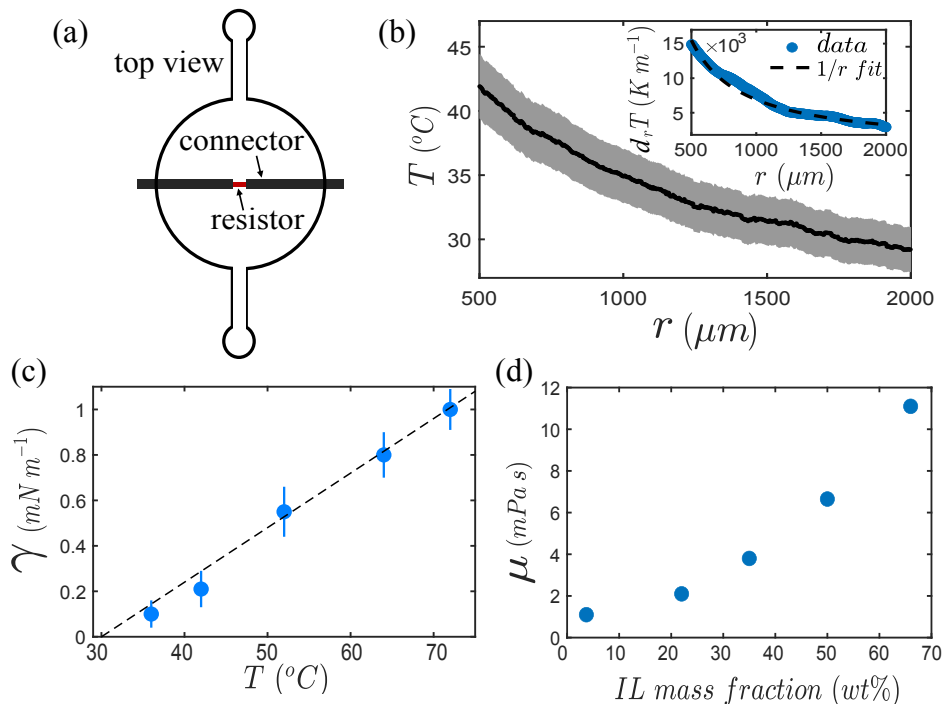 (a)
top view
connector
resistor
(b)
45
40
35
30
T (°C)
500
1000
1500
2000
r (μm)
15
10
5
×10³
data
1/r fit
d_rT (K m⁻¹)
500
1000
1500
2000
r (μm)
(c)
1
0.8
0.6
0.4
0.2
0
γ (mN m⁻¹)
30
40
50
60
70
T (°C)
(d)
12
10
8
6
4
2
0
μ (mPa s)
0
10
20
30
40
50
60
70
IL mass fraction (wt%)